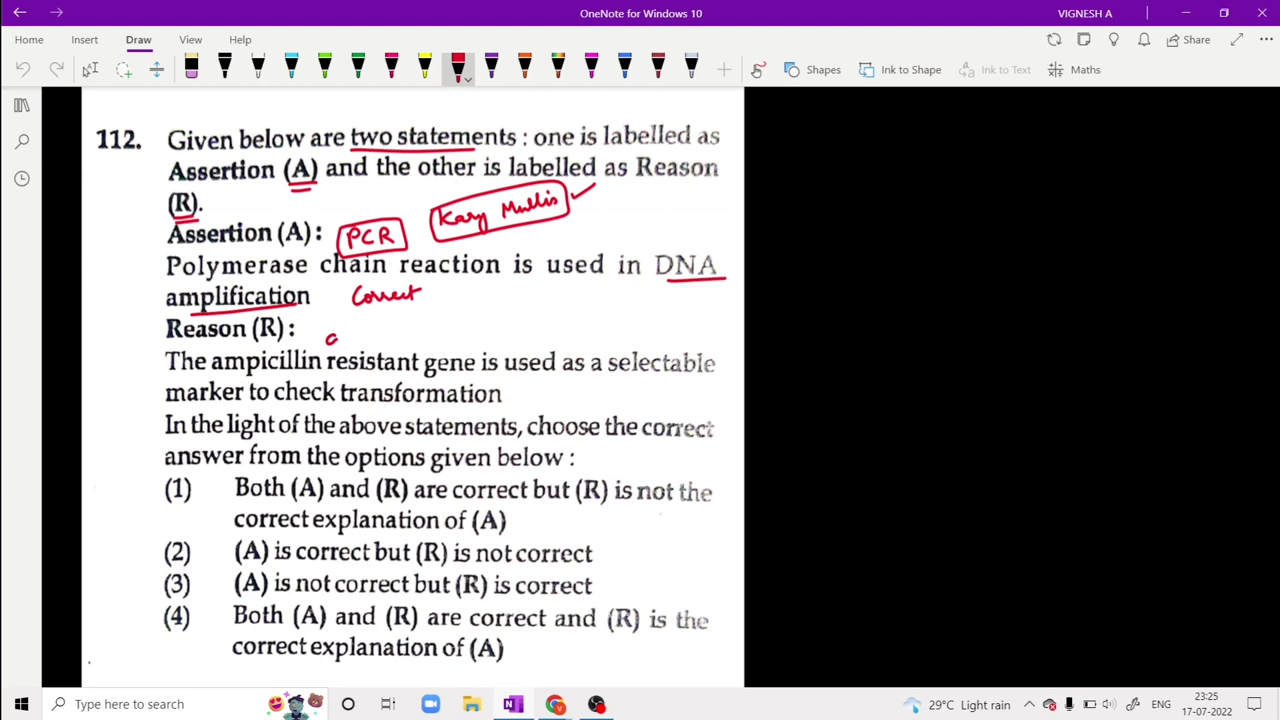 OneNote for Windows 10
VIGNESH A
Home Insert Draw View Help
Share
Shapes Ink to Shape Ink to Text Maths
112. Given below are two statements : one is labelled as
Assertion (A) and the other is labelled as Reason
(R).
Kary Mullis
Assertion (A) : PCR
Polymerase chain reaction is used in DNA
amplification Correct
Reason (R) :
The ampicillin resistant gene is used as a selectable
marker to check transformation
In the light of the above statements, choose the correct
answer from the options given below :
(1) Both (A) and (R) are correct but (R) is not the
correct explanation of (A)
(2) (A) is correct but (R) is not correct
(3) (A) is not correct but (R) is correct
(4) Both (A) and (R) are correct and (R) is the
correct explanation of (A)
Type here to search
29°C Light rain
ENG
23:25
17-07-2022